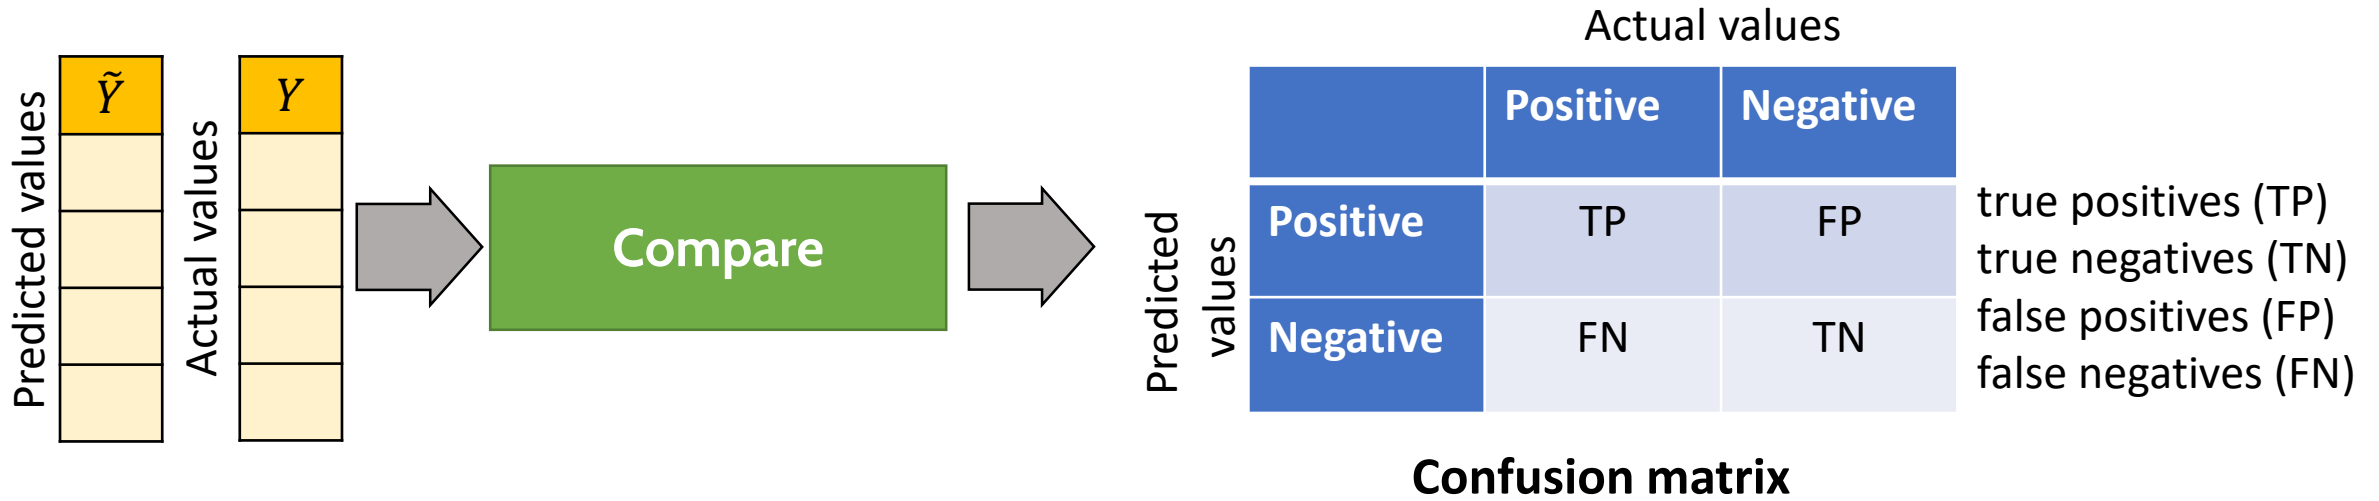 Predicted values
Ỹ
Actual values
Y
Compare
Actual values
Predicted
values
Positive Negative
Positive TP FP
Negative FN TN
true positives (TP)
true negatives (TN)
false positives (FP)
false negatives (FN)
Confusion matrix